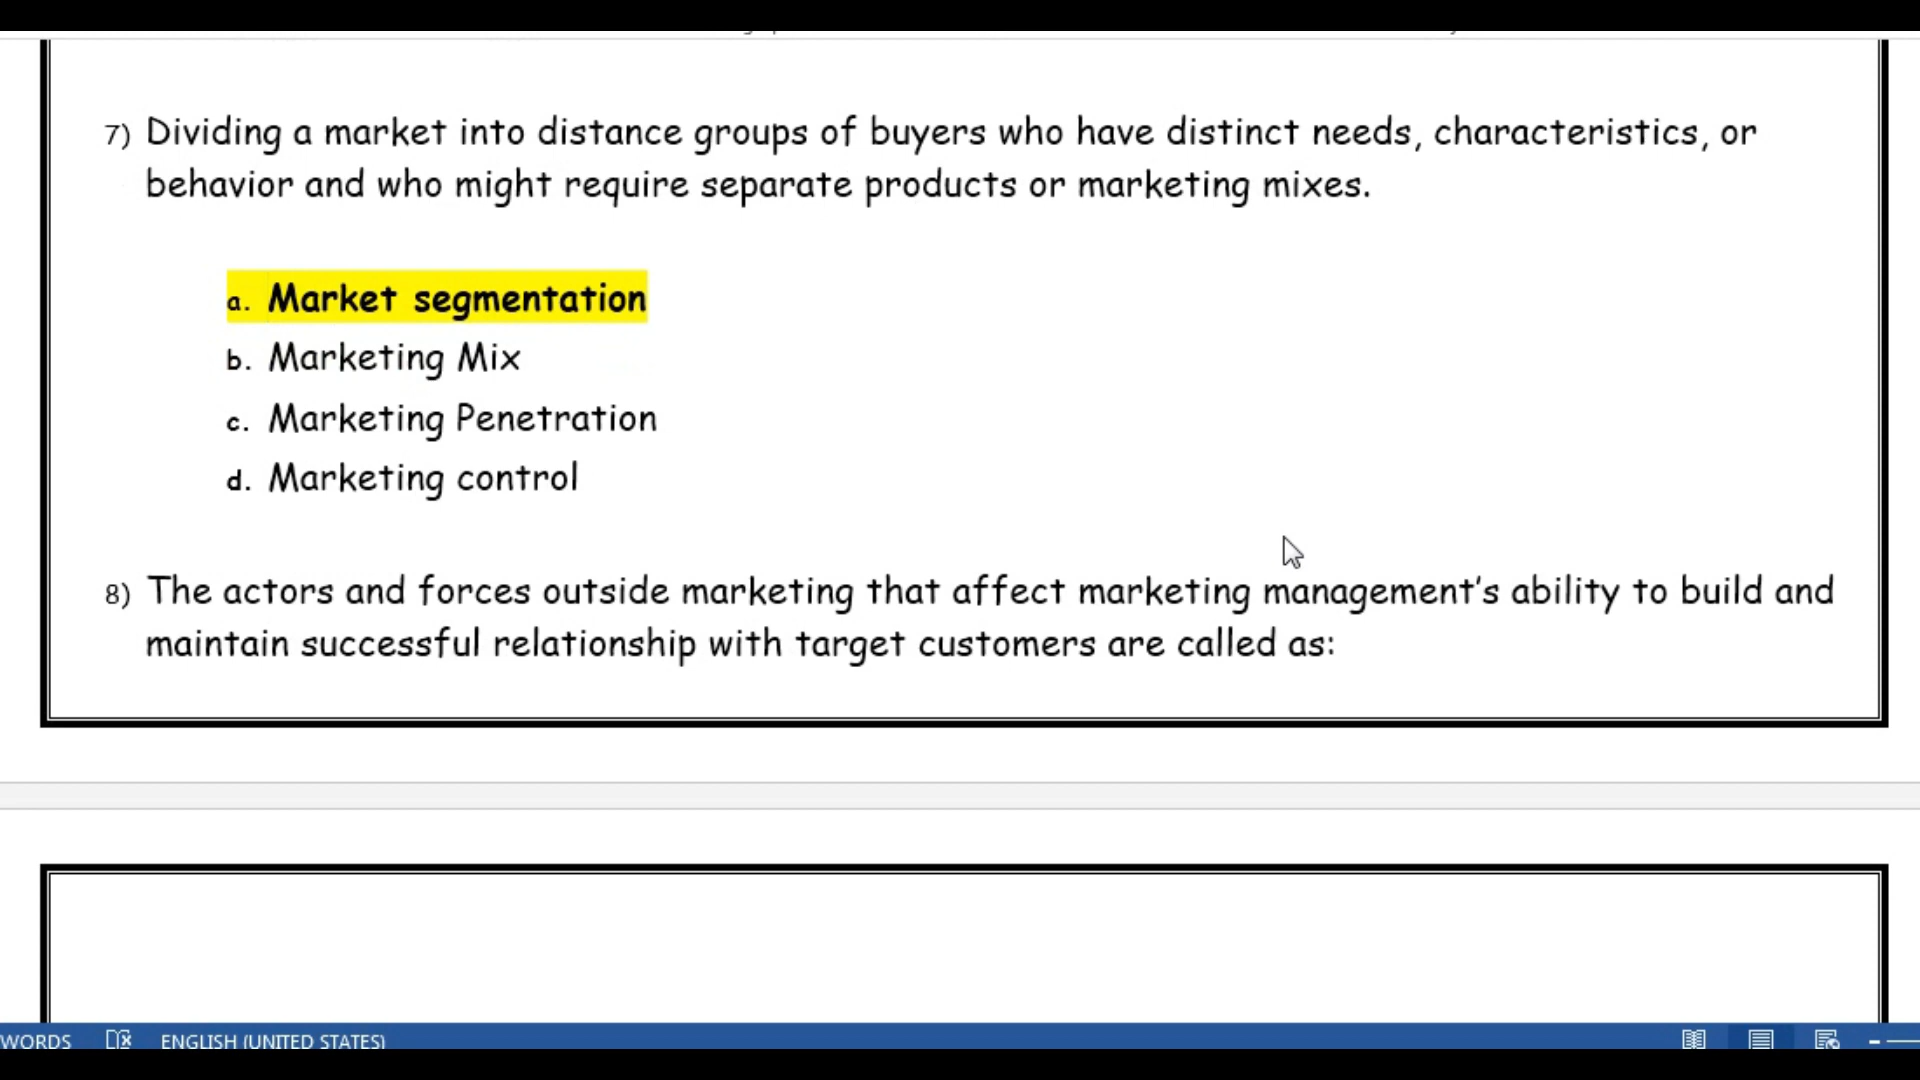 7) Dividing a market into distance groups of buyers who have distinct needs, characteristics, or
behavior and who might require separate products or marketing mixes.
a. Market segmentation
b. Marketing Mix
c. Marketing Penetration
d. Marketing control
8) The actors and forces outside marketing that affect marketing management's ability to build and
maintain successful relationship with target customers are called as:
WORDS ENGLISH (UNITED STATES)